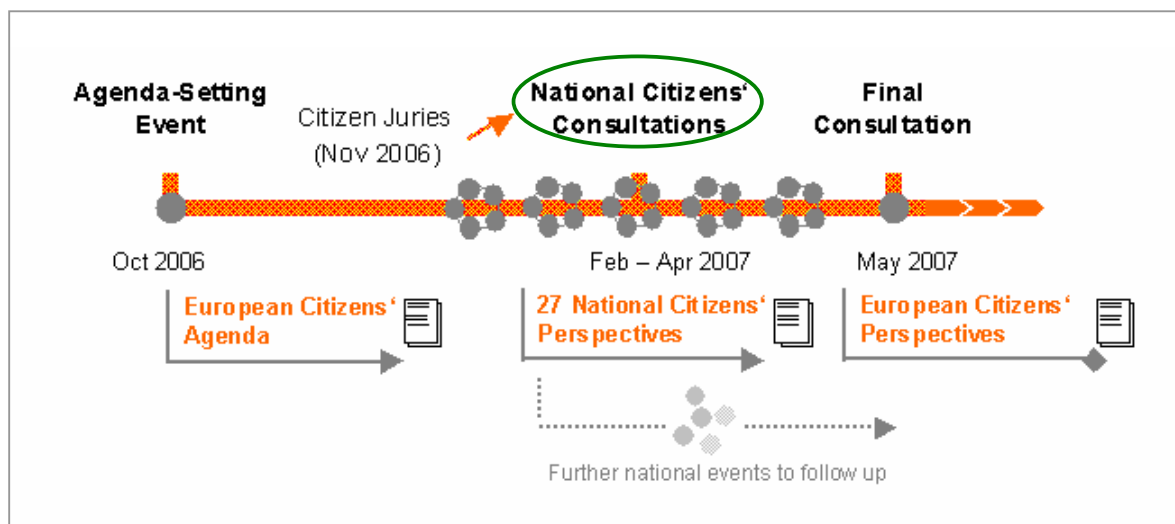 Agenda-Setting
Event
Citizen Juries
(Nov 2006)
National Citizens‘
Consultations
Final
Consultation
Oct 2006
Feb – Apr 2007
May 2007
European Citizens‘
Agenda
27 National Citizens‘
Perspectives
European Citizens‘
Perspectives
Further national events to follow up